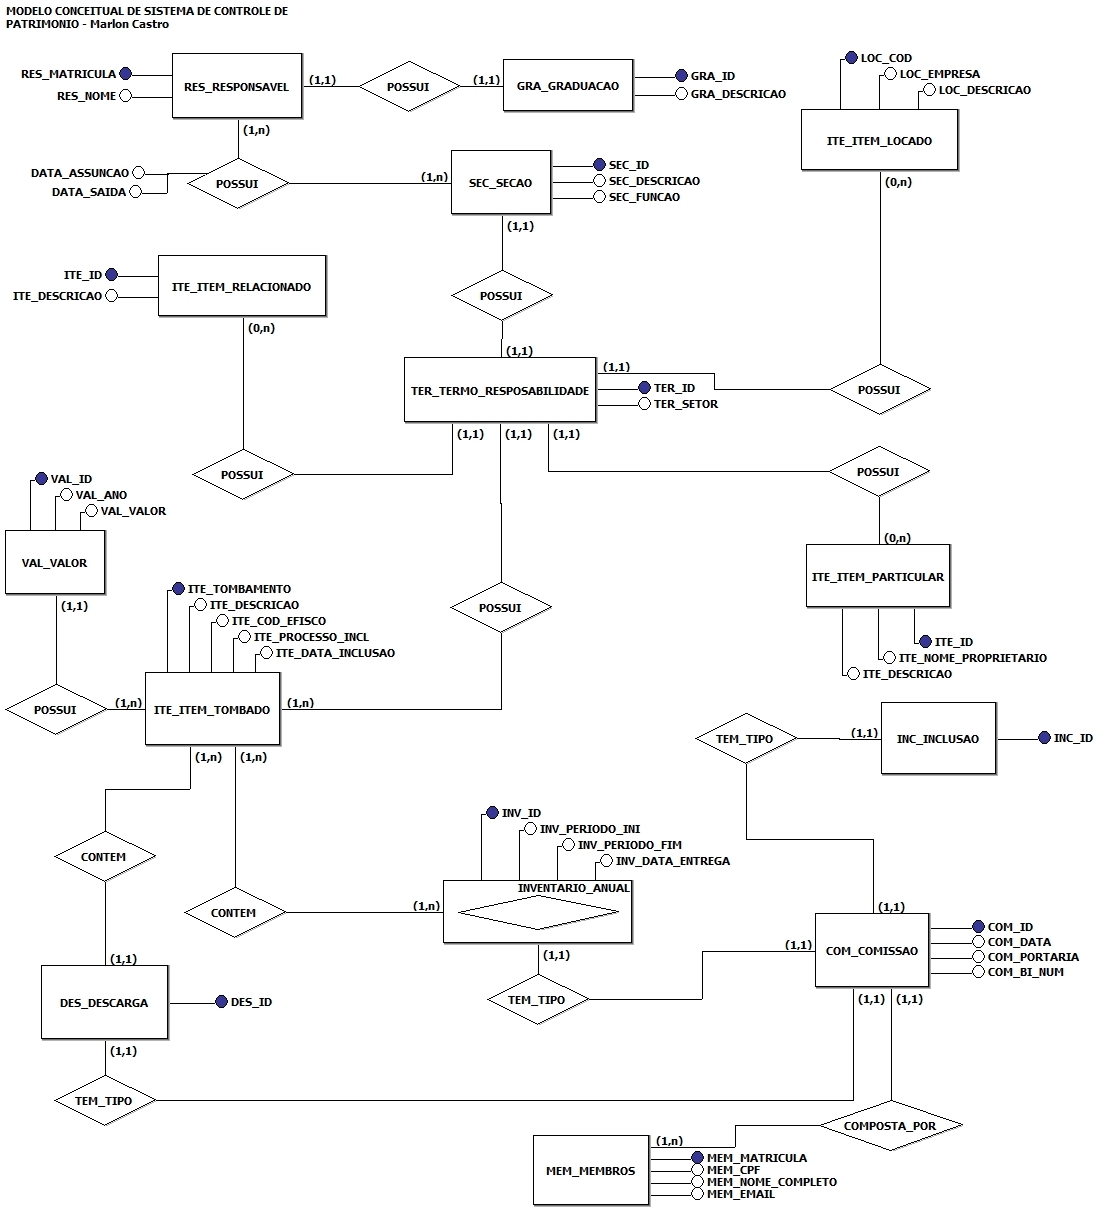 MODELO CONCEITUAL DE SISTEMA DE CONTROLE DE
PATRIMONIO - Marlon Castro
RES_MATRICULA
RES_NOME
RES_RESPONSAVEL
(1,1)
POSSUI
(1,1)
GRA_GRADUACAO
GRA_ID
GRA_DESCRICAO
LOC_COD
LOC_EMPRESA
LOC_DESCRICAO
ITE_ITEM_LOCADO
(0,n)
(1,n)
DATA_ASSUNCAO
DATA_SAIDA
POSSUI
(1,n)
SEC_SECAO
SEC_ID
SEC_DESCRICAO
SEC_FUNCAO
(1,1)
ITE_ID
ITE_DESCRICAO
ITE_ITEM_RELACIONADO
(0,n)
POSSUI
(1,1)
TER_TERMO_RESPOSABILIDADE
(1,1)
TER_ID
TER_SETOR
POSSUI
(1,1)
(1,1)
(1,1)
POSSUI
POSSUI
(0,n)
ITE_ITEM_PARTICULAR
ITE_ID
ITE_NOME_PROPRIETARIO
ITE_DESCRICAO
VAL_ID
VAL_ANO
VAL_VALOR
VAL_VALOR
(1,1)
POSSUI
ITE_TOMBAMENTO
ITE_DESCRICAO
ITE_COD_EFISCO
ITE_PROCESSO_INCL
ITE_DATA_INCLUSAO
POSSUI
(1,n)
ITE_ITEM_TOMBADO
(1,n)
(1,n)
(1,n)
TEM_TIPO
(1,1)
INC_INCLUSAO
INC_ID
CONTEM
CONTEM
INV_ID
INV_PERIODO_INI
INV_PERIODO_FIM
INV_DATA_ENTREGA
(1,n)
INVENTARIO_ANUAL
(1,1)
TEM_TIPO
(1,1)
(1,1)
COM_COMISSAO
COM_ID
COM_DATA
COM_PORTARIA
COM_BI_NUM
(1,1)
(1,1)
(1,1)
DES_DESCARGA
DES_ID
(1,1)
TEM_TIPO
COMPOSTA_POR
(1,n)
MEM_MEMBROS
MEM_MATRICULA
MEM_CPF
MEM_NOME_COMPLETO
MEM_EMAIL